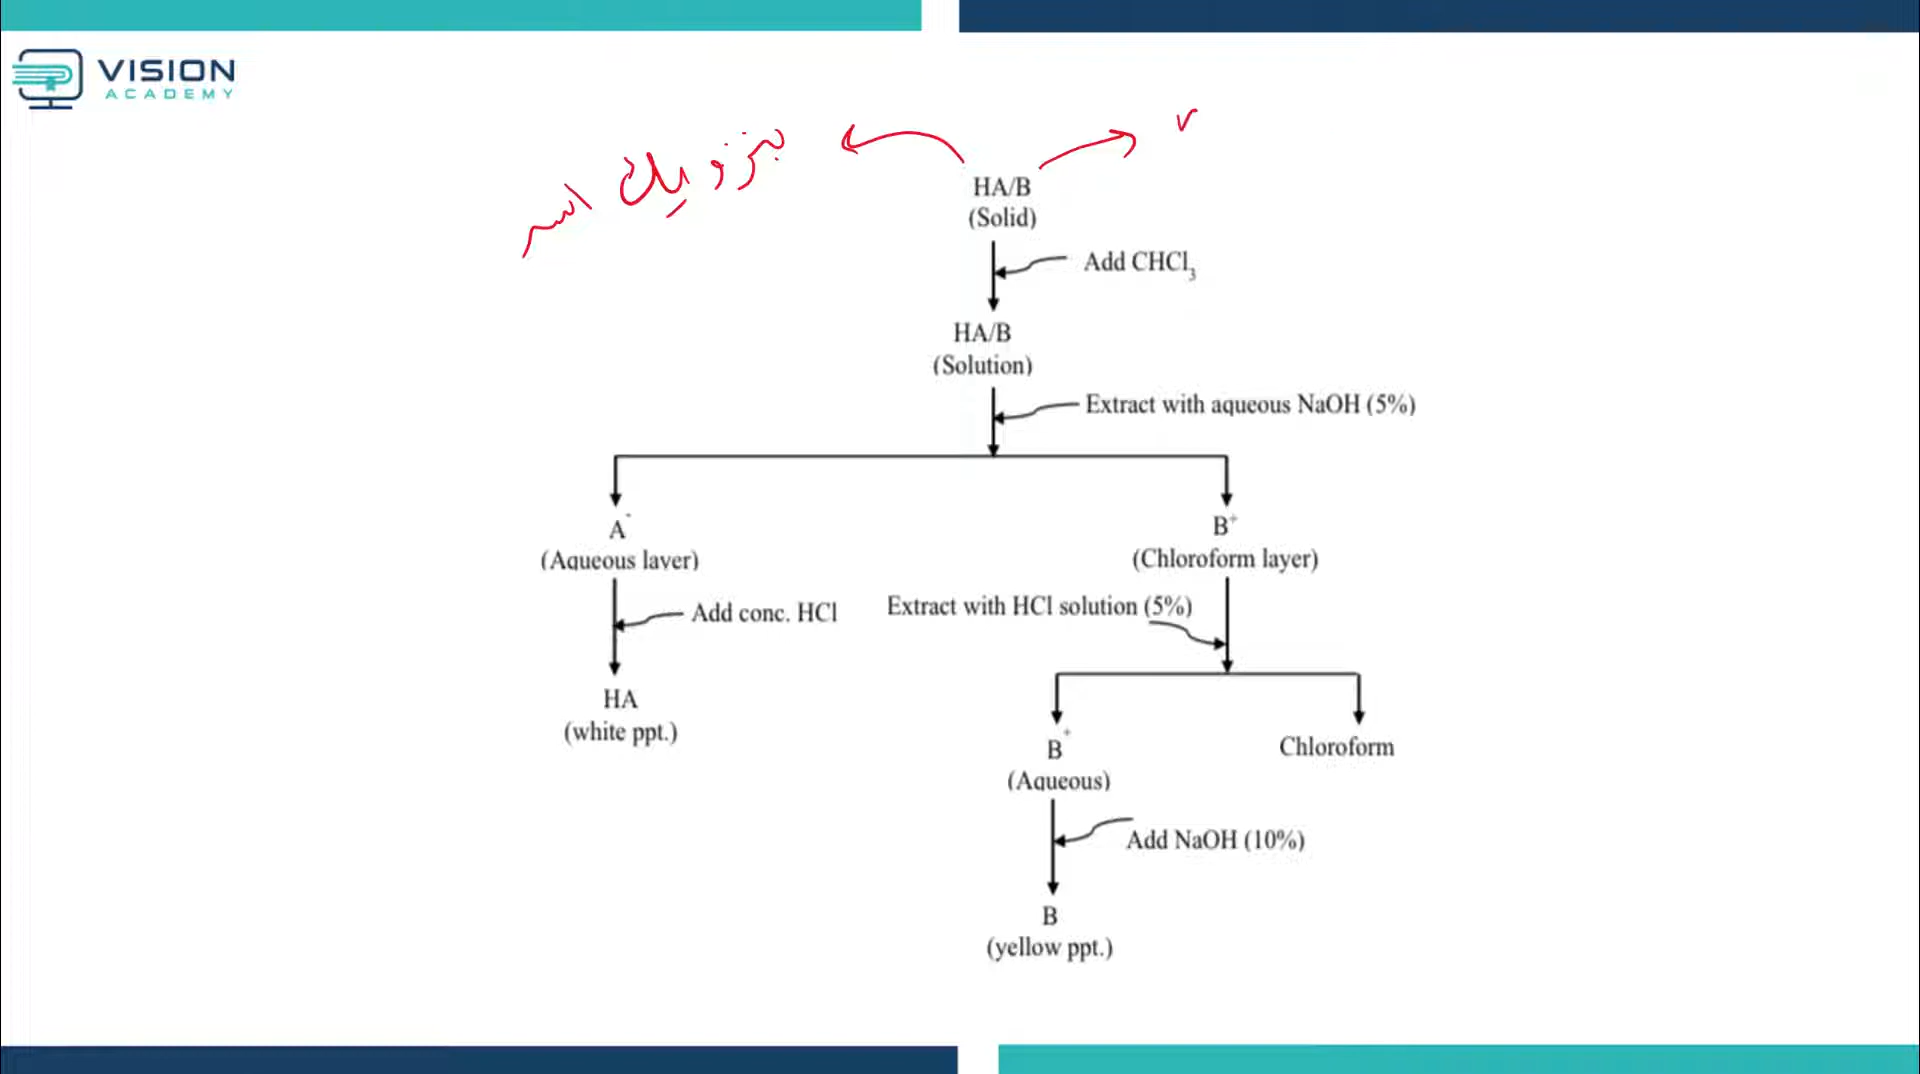 VISION
ACADEMY
بنزويك اسد
HA/B
(Solid)
Add CHCl₃
HA/B
(Solution)
Extract with aqueous NaOH (5%)
A⁻
(Aqueous layer)
B⁺
(Chloroform layer)
Add conc. HCl
Extract with HCl solution (5%)
HA
(white ppt.)
B⁺
(Aqueous)
Chloroform
Add NaOH (10%)
B
(yellow ppt.)